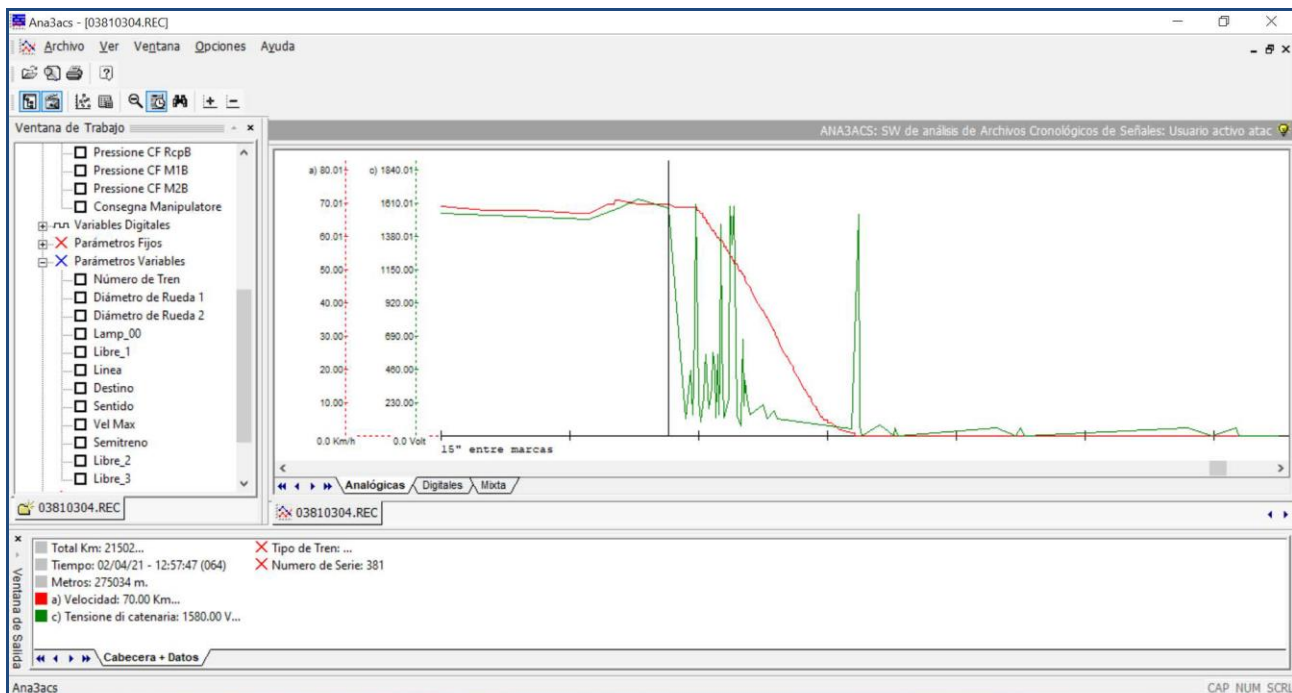 Ana3acs - [03810304.REC]
Archivo Ver Ventana Opciones Ayuda
Ventana de Trabajo
ANA3ACS: SW de análisis de Archivos Cronológicos de Señales: Usuario activo atac
Pressione CF RcpB
Pressione CF M1B
Pressione CF M2B
Consegna Manipulatore
Variables Digitales
Parámetros Fijos
Parámetros Variables
Número de Tren
Diámetro de Rueda 1
Diámetro de Rueda 2
Lamp_00
Libre_1
Linea
Destino
Sentido
Vel Max
Semitreno
Libre_2
Libre_3
03810304.REC
a) 80.01 c) 1840.01
70.01 1610.01
60.01 1380.01
50.00 1150.00
40.00 920.00
30.00 690.00
20.00 460.00
10.00 230.00
0.0 Km/h 0.0 Volt
15" entre marcas
Analógicas Digitales Mixta
03810304.REC
Ventana de Salida
Total Km: 21502...
Tiempo: 02/04/21 - 12:57:47 (064)
Metros: 275034 m.
a) Velocidad: 70.00 Km...
c) Tensione di catenaria: 1580.00 V...
Tipo de Tren: ...
Numero de Serie: 381
Cabecera + Datos
Ana3acs
CAP NUM SCRL